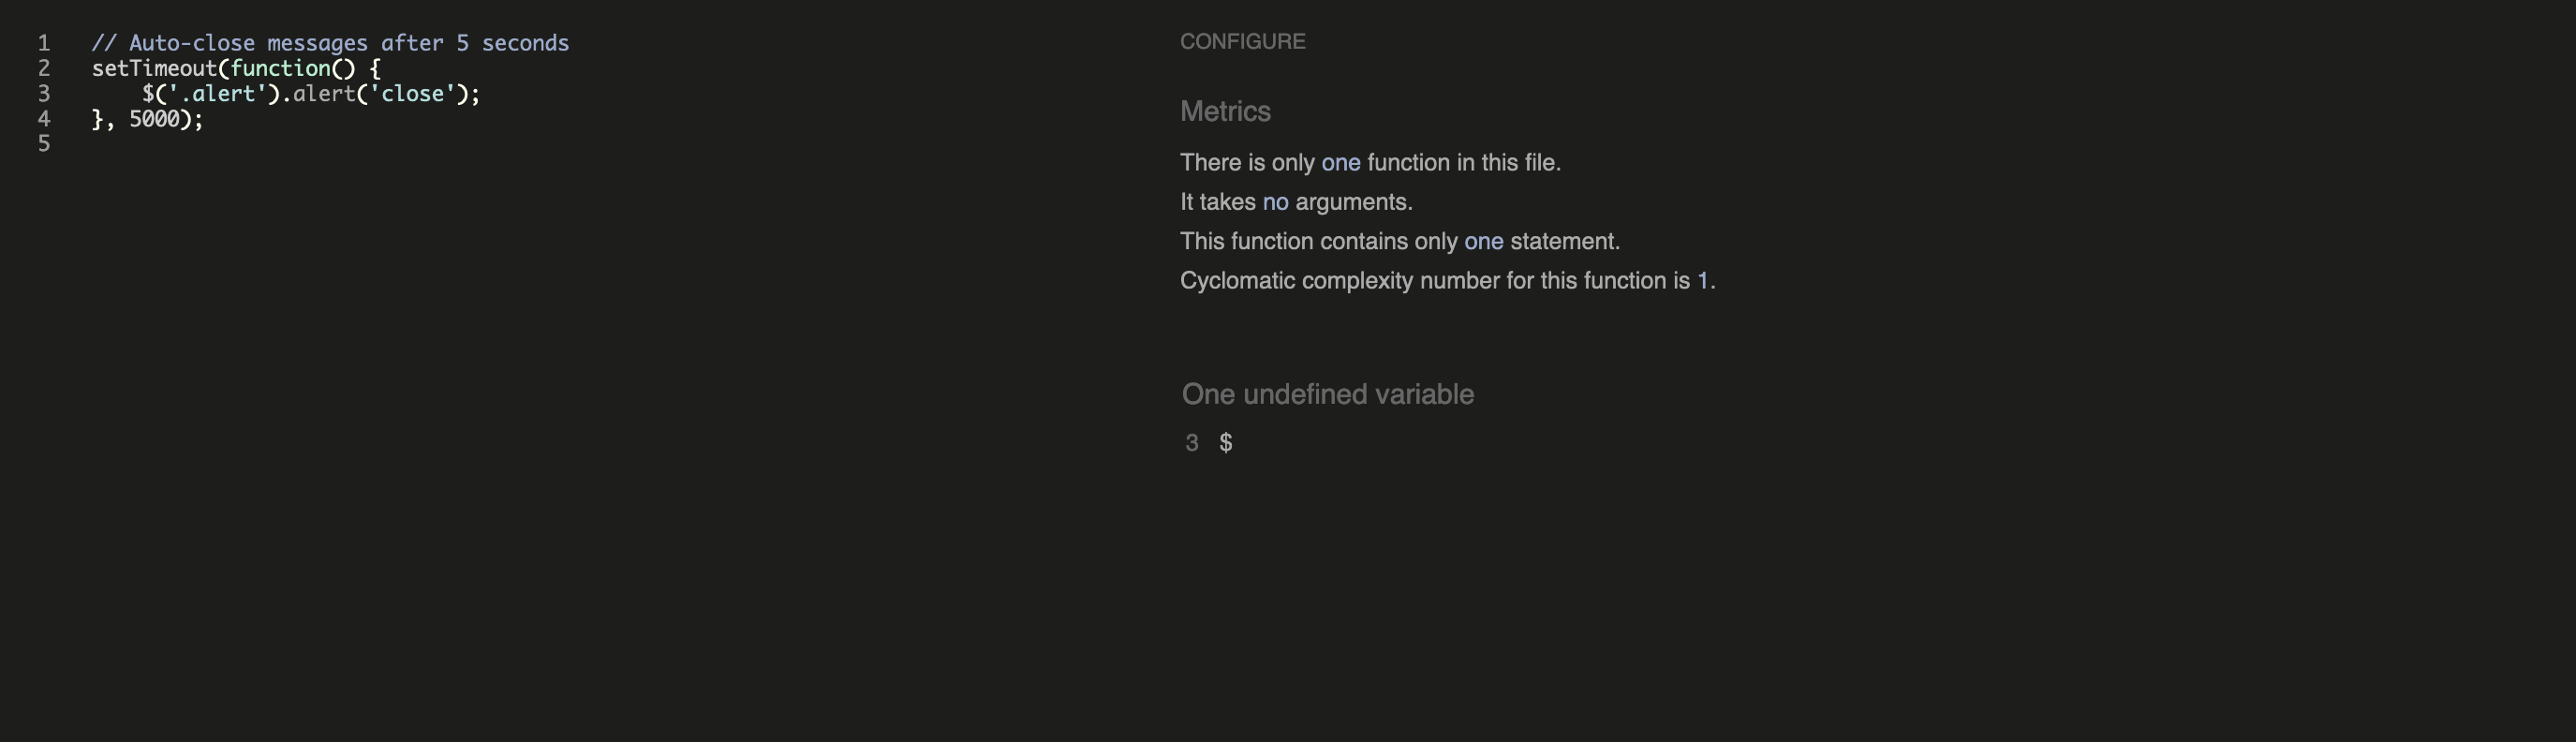 1 // Auto-close messages after 5 seconds
2 setTimeout(function() {
3     $('.alert').alert('close');
4 }, 5000);
5
CONFIGURE
Metrics
There is only one function in this file.
It takes no arguments.
This function contains only one statement.
Cyclomatic complexity number for this function is 1.
One undefined variable
3 $